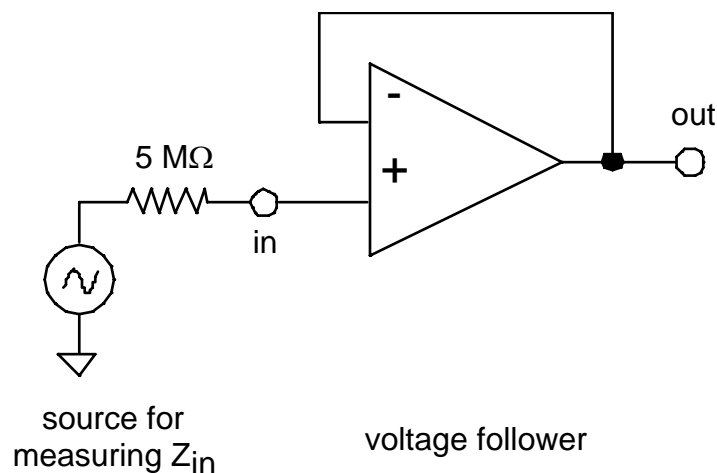 -
out
5 MΩ
+
in
source for
measuring Zin
voltage follower